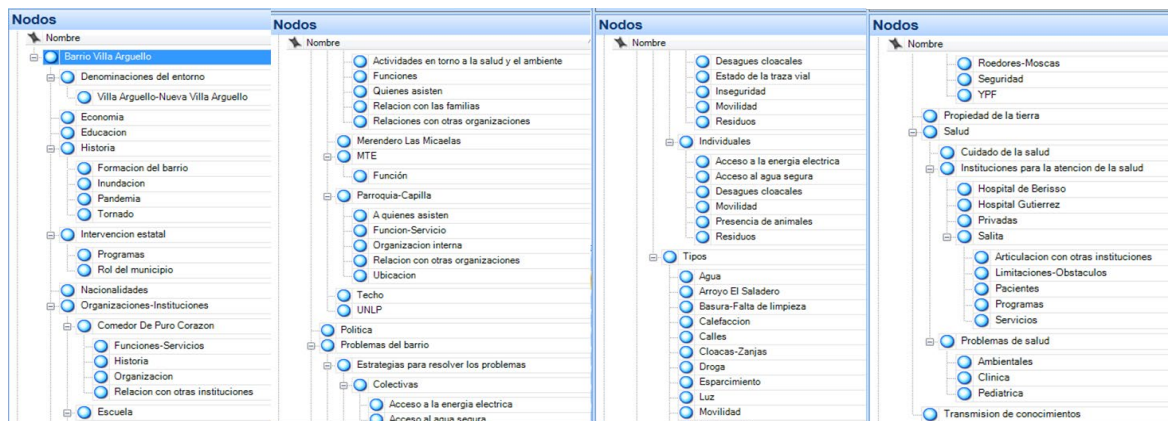 Nodos
Nombre
Barrio Villa Arguello
Denominaciones del entorno
Villa Arguello-Nueva Villa Arguello
Economia
Educacion
Historia
Formacion del barrio
Inundacion
Pandemia
Tornado
Intervencion estatal
Programas
Rol del municipio
Nacionalidades
Organizaciones-Instituciones
Comedor De Puro Corazon
Funciones-Servicios
Historia
Organizacion
Relacion con otras instituciones
Escuela
Nodos
Nombre
Actividades en torno a la salud y el ambiente
Funciones
Quienes asisten
Relacion con las familias
Relaciones con otras organizaciones
Merendero Las Micaelas
MTE
Función
Parroquia-Capilla
A quienes asisten
Funcion-Servicio
Organizacion interna
Relacion con otras organizaciones
Ubicacion
Techo
UNLP
Politica
Problemas del barrio
Estrategias para resolver los problemas
Colectivas
Acceso a la energia electrica
Acceso al agua segura
Nodos
Nombre
Desagues cloacales
Estado de la traza vial
Inseguridad
Movilidad
Residuos
Individuales
Acceso a la energia electrica
Acceso al agua segura
Desagues cloacales
Movilidad
Presencia de animales
Residuos
Tipos
Agua
Arroyo El Saladero
Basura-Falta de limpieza
Calefaccion
Calles
Cloacas-Zanjas
Droga
Esparcimiento
Luz
Movilidad
Nodos
Nombre
Roedores-Moscas
Seguridad
YPF
Propiedad de la tierra
Salud
Cuidado de la salud
Instituciones para la atencion de la salud
Hospital de Berisso
Hospital Gutierrez
Privadas
Salita
Articulacion con otras instituciones
Limitaciones-Obstaculos
Pacientes
Programas
Servicios
Problemas de salud
Ambientales
Clinica
Pediatrica
Transmision de conocimientos